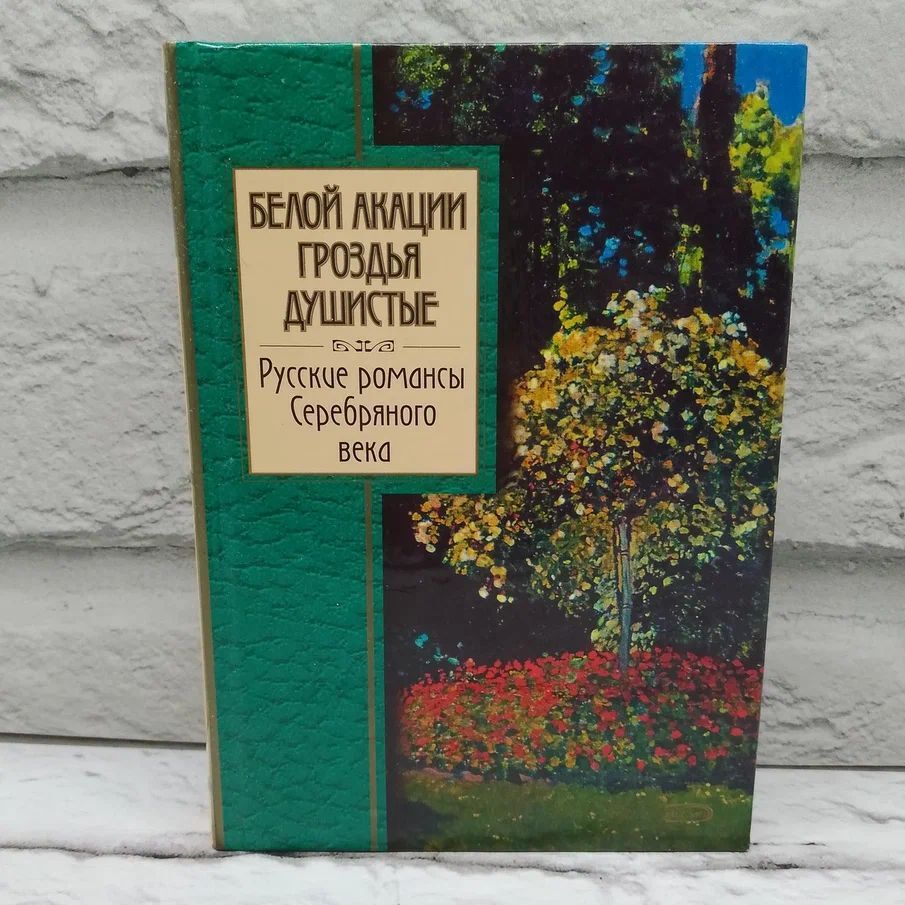 БЕЛОЙ АКАЦИИ
ГРОЗДЬЯ
ДУШИСТЫЕ
Русские романсы
Серебряного
века